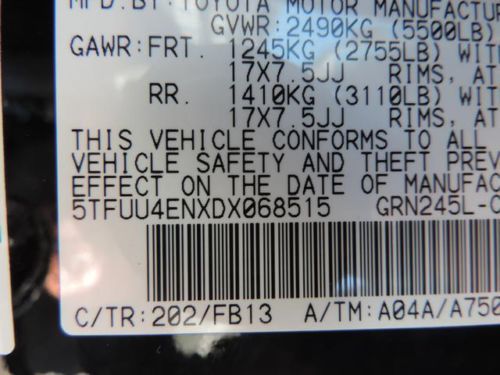 MFD.BY:TOYOTA MOTOR MANUFACTUR
GVWR:2490KG (5500LB)
GAWR:FRT. 1245KG (2755LB) WIT
17X7.5JJ RIMS, AT
RR. 1410KG (3110LB) WIT
17X7.5JJ RIMS, AT
THIS VEHICLE CONFORMS TO ALL
VEHICLE SAFETY AND THEFT PREV
EFFECT ON THE DATE OF MANUFAC
5TFUU4ENXDX068515 GRN245L-C
C/TR:202/FB13 A/TM:A04A/A750